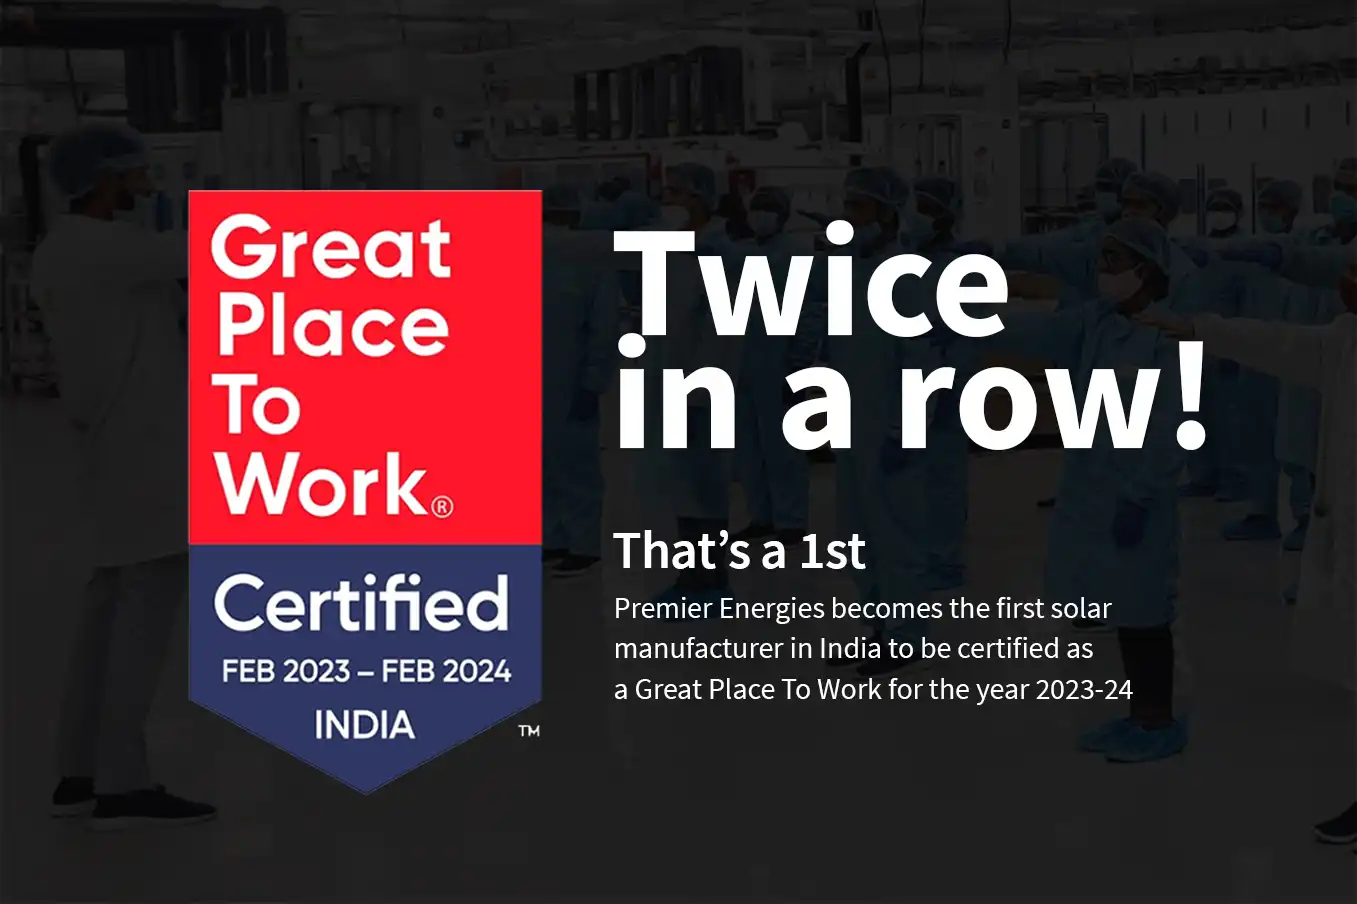 Great
Place
To
Work®
Certified
FEB 2023 – FEB 2024
INDIA
™
Twice
in a row!
That’s a 1st
Premier Energies becomes the first solar
manufacturer in India to be certified as
a Great Place To Work for the year 2023-24